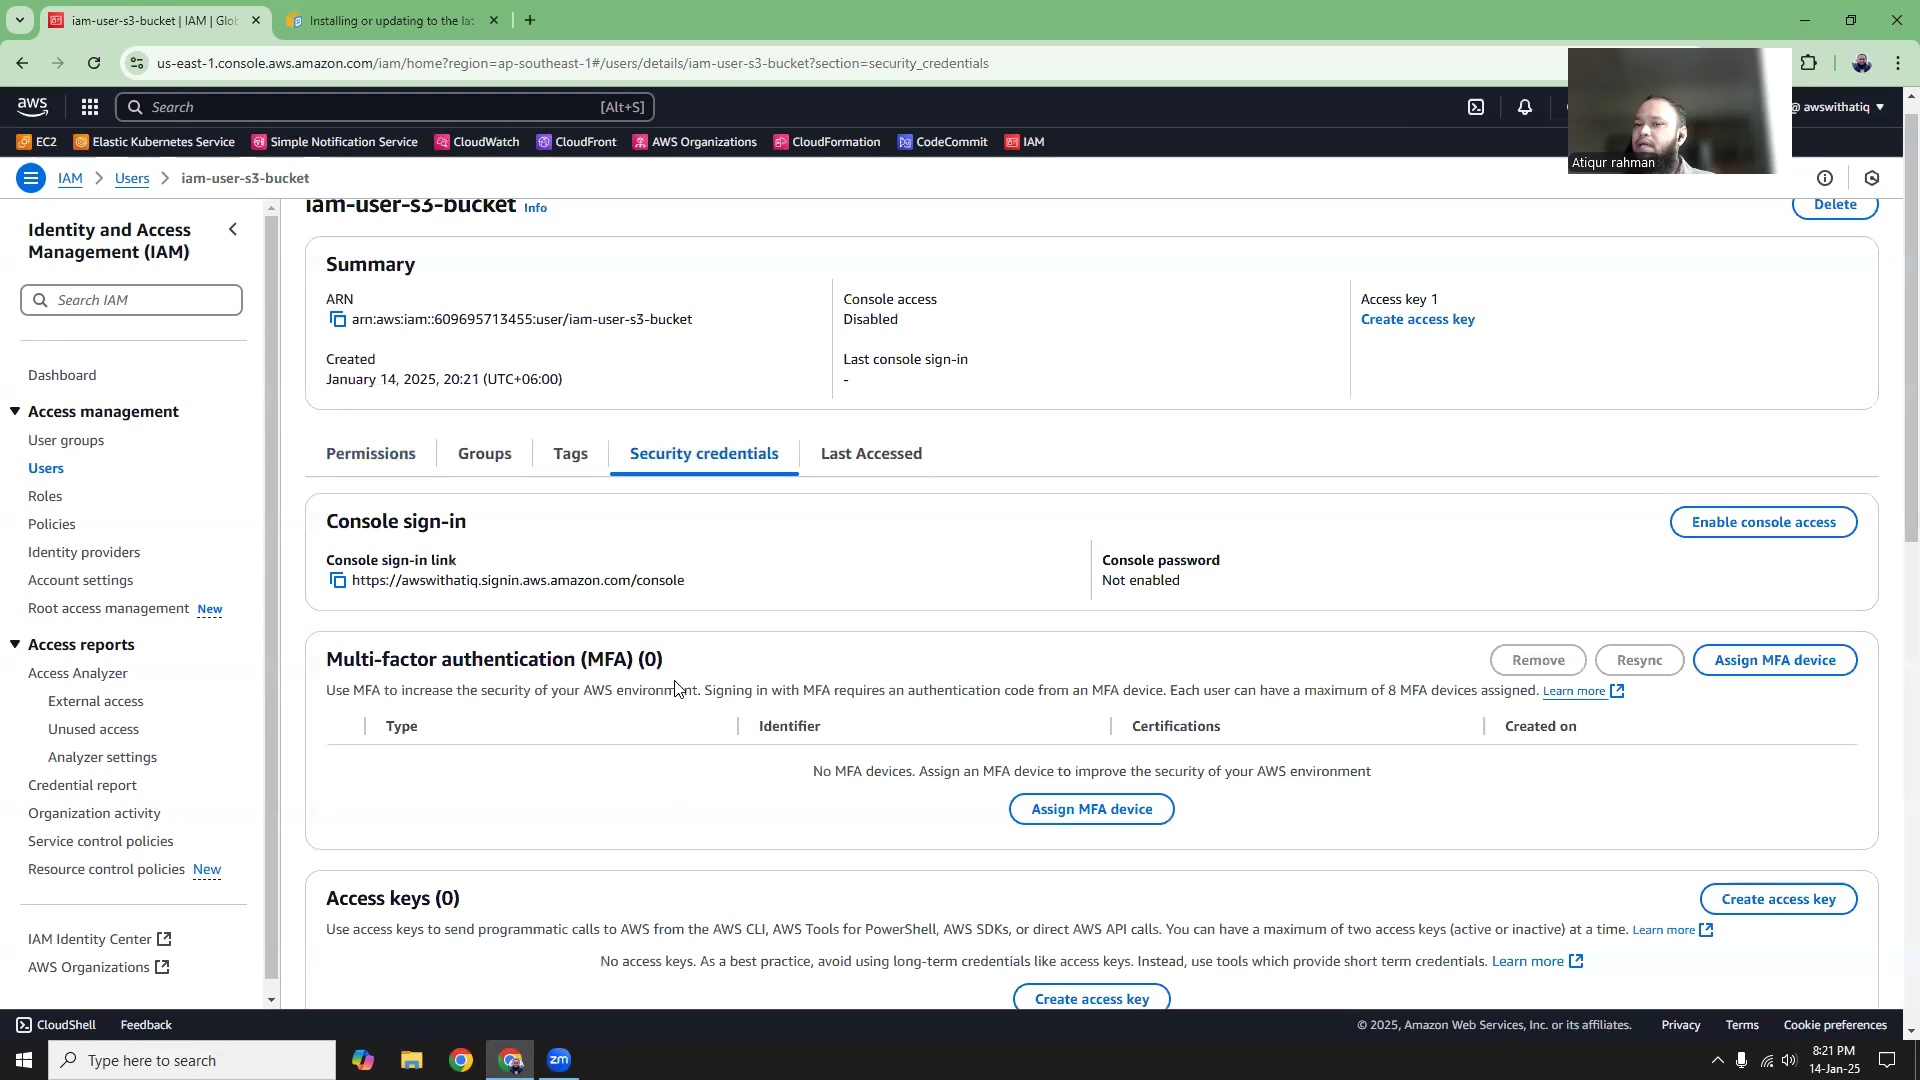 iam-user-s3-bucket | IAM | Glob
Installing or updating to the lat
us-east-1.console.aws.amazon.com/iam/home?region=ap-southeast-1#/users/details/iam-user-s3-bucket?section=security_credentials
aws
Search
[Alt+S]
@ awswithatiq
EC2
Elastic Kubernetes Service
Simple Notification Service
CloudWatch
CloudFront
AWS Organizations
CloudFormation
CodeCommit
IAM
Atiqur rahman
IAM
Users
iam-user-s3-bucket
Identity and Access
Management (IAM)
Search IAM
Dashboard
Access management
User groups
Users
Roles
Policies
Identity providers
Account settings
Root access management New
Access reports
Access Analyzer
External access
Unused access
Analyzer settings
Credential report
Organization activity
Service control policies
Resource control policies New
IAM Identity Center
AWS Organizations
iam-user-s3-bucket Info
Delete
Summary
ARN
arn:aws:iam::609695713455:user/iam-user-s3-bucket
Created
January 14, 2025, 20:21 (UTC+06:00)
Console access
Disabled
Last console sign-in
-
Access key 1
Create access key
Permissions
Groups
Tags
Security credentials
Last Accessed
Console sign-in
Enable console access
Console sign-in link
https://awswithatiq.signin.aws.amazon.com/console
Console password
Not enabled
Multi-factor authentication (MFA) (0)
Remove
Resync
Assign MFA device
Use MFA to increase the security of your AWS environment. Signing in with MFA requires an authentication code from an MFA device. Each user can have a maximum of 8 MFA devices assigned. Learn more
Type
Identifier
Certifications
Created on
No MFA devices. Assign an MFA device to improve the security of your AWS environment
Assign MFA device
Access keys (0)
Create access key
Use access keys to send programmatic calls to AWS from the AWS CLI, AWS Tools for PowerShell, AWS SDKs, or direct AWS API calls. You can have a maximum of two access keys (active or inactive) at a time. Learn more
No access keys. As a best practice, avoid using long-term credentials like access keys. Instead, use tools which provide short term credentials. Learn more
Create access key
CloudShell
Feedback
© 2025, Amazon Web Services, Inc. or its affiliates.
Privacy
Terms
Cookie preferences
Type here to search
zm
8:21 PM
14-Jan-25